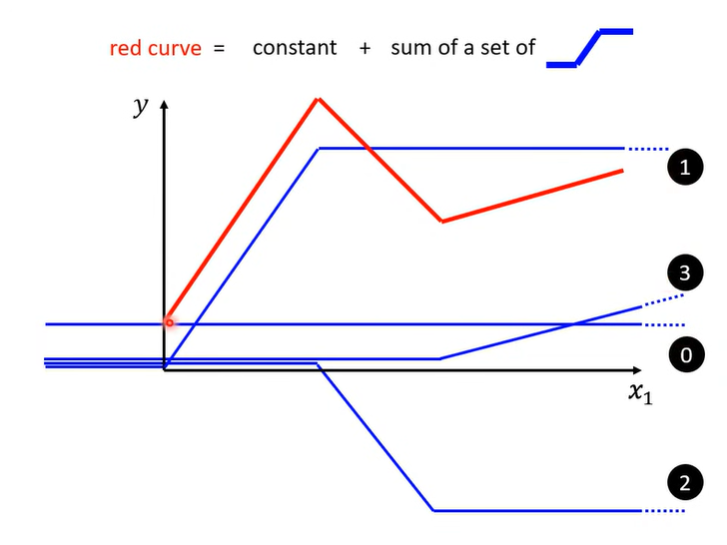 red curve = constant + sum of a set of
y
1
3
0
x₁
2